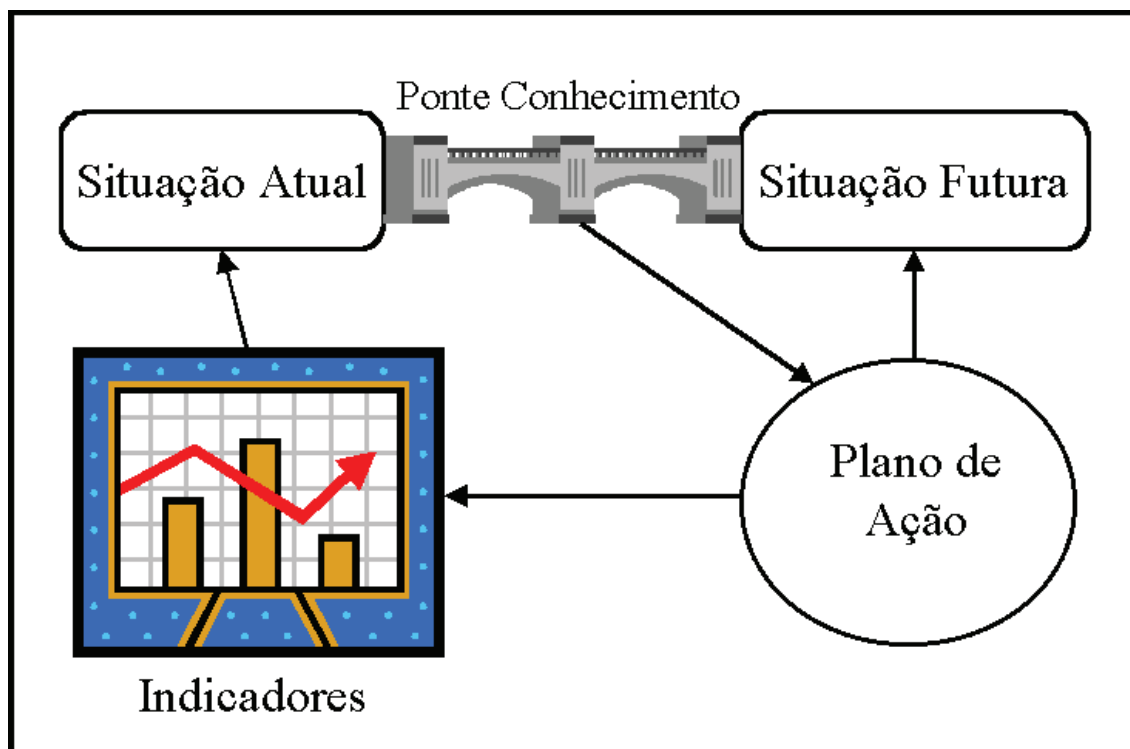 Ponte Conhecimento
Situação Atual
Situação Futura
Plano de
Ação
Indicadores